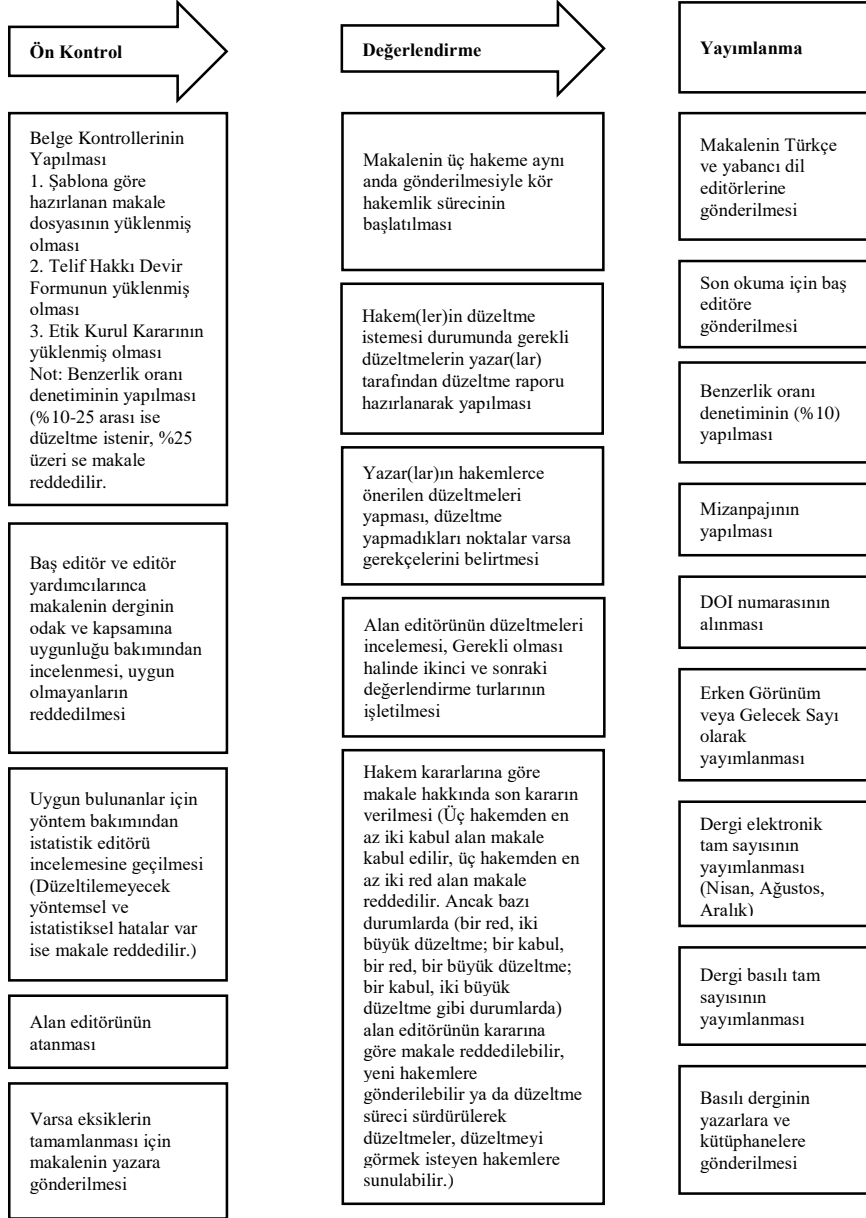 Ön Kontrol
Belge Kontrollerinin
Yapılması
1. Şablona göre
hazırlanan makale
dosyasının yüklenmiş
olması
2. Telif Hakkı Devir
Formunun yüklenmiş
olması
3. Etik Kurul Kararının
yüklenmiş olması
Not: Benzerlik oranı
denetiminin yapılması
(%10-25 arası ise
düzeltme istenir, %25
üzeri se makale
reddedilir.
Baş editör ve editör
yardımcılarınca
makalenin derginin
odak ve kapsamına
uygunluğu bakımından
incelenmesi, uygun
olmayanların
reddedilmesi
Uygun bulunanlar için
yöntem bakımından
istatistik editörü
incelemesine geçilmesi
(Düzeltilemeyecek
yöntemsel ve
istatistiksel hatalar var
ise makale reddedilir.)
Alan editörünün
atanması
Varsa eksiklerin
tamamlanması için
makalenin yazara
gönderilmesi
Değerlendirme
Makalenin üç hakeme aynı
anda gönderilmesiyle kör
hakemlik sürecinin
başlatılması
Hakem(ler)in düzeltme
istemesi durumunda gerekli
düzeltmelerin yazar(lar)
tarafından düzeltme raporu
hazırlanarak yapılması
Yazar(lar)ın hakemlerce
önerilen düzeltmeleri
yapması, düzeltme
yapmadıkları noktalar varsa
gerekçelerini belirtmesi
Alan editörünün düzeltmeleri
incelemesi, Gerekli olması
halinde ikinci ve sonraki
değerlendirme turlarının
işletilmesi
Hakem kararlarına göre
makale hakkında son kararın
verilmesi (Üç hakemden en
az iki kabul alan makale
kabul edilir, üç hakemden en
az iki red alan makale
reddedilir. Ancak bazı
durumlarda (bir red, iki
büyük düzeltme; bir kabul,
bir red, bir büyük düzeltme;
bir kabul, iki büyük
düzeltme gibi durumlarda)
alan editörünün kararına
göre makale reddedilebilir,
yeni hakemlere
gönderilebilir ya da düzeltme
süreci sürdürülerek
düzeltmeler, düzeltmeyi
görmek isteyen hakemlere
sunulabilir.)
Yayımlanma
Makalenin Türkçe
ve yabancı dil
editörlerine
gönderilmesi
Son okuma için baş
editöre
gönderilmesi
Benzerlik oranı
denetiminin (%10)
yapılması
Mizanpajının
yapılması
DOI numarasının
alınması
Erken Görünüm
veya Gelecek Sayı
olarak
yayımlanması
Dergi elektronik
tam sayısının
yayımlanması
(Nisan, Ağustos,
Aralık)
Dergi basılı tam
sayısının
yayımlanması
Basılı derginin
yazarlara ve
kütüphanelere
gönderilmesi